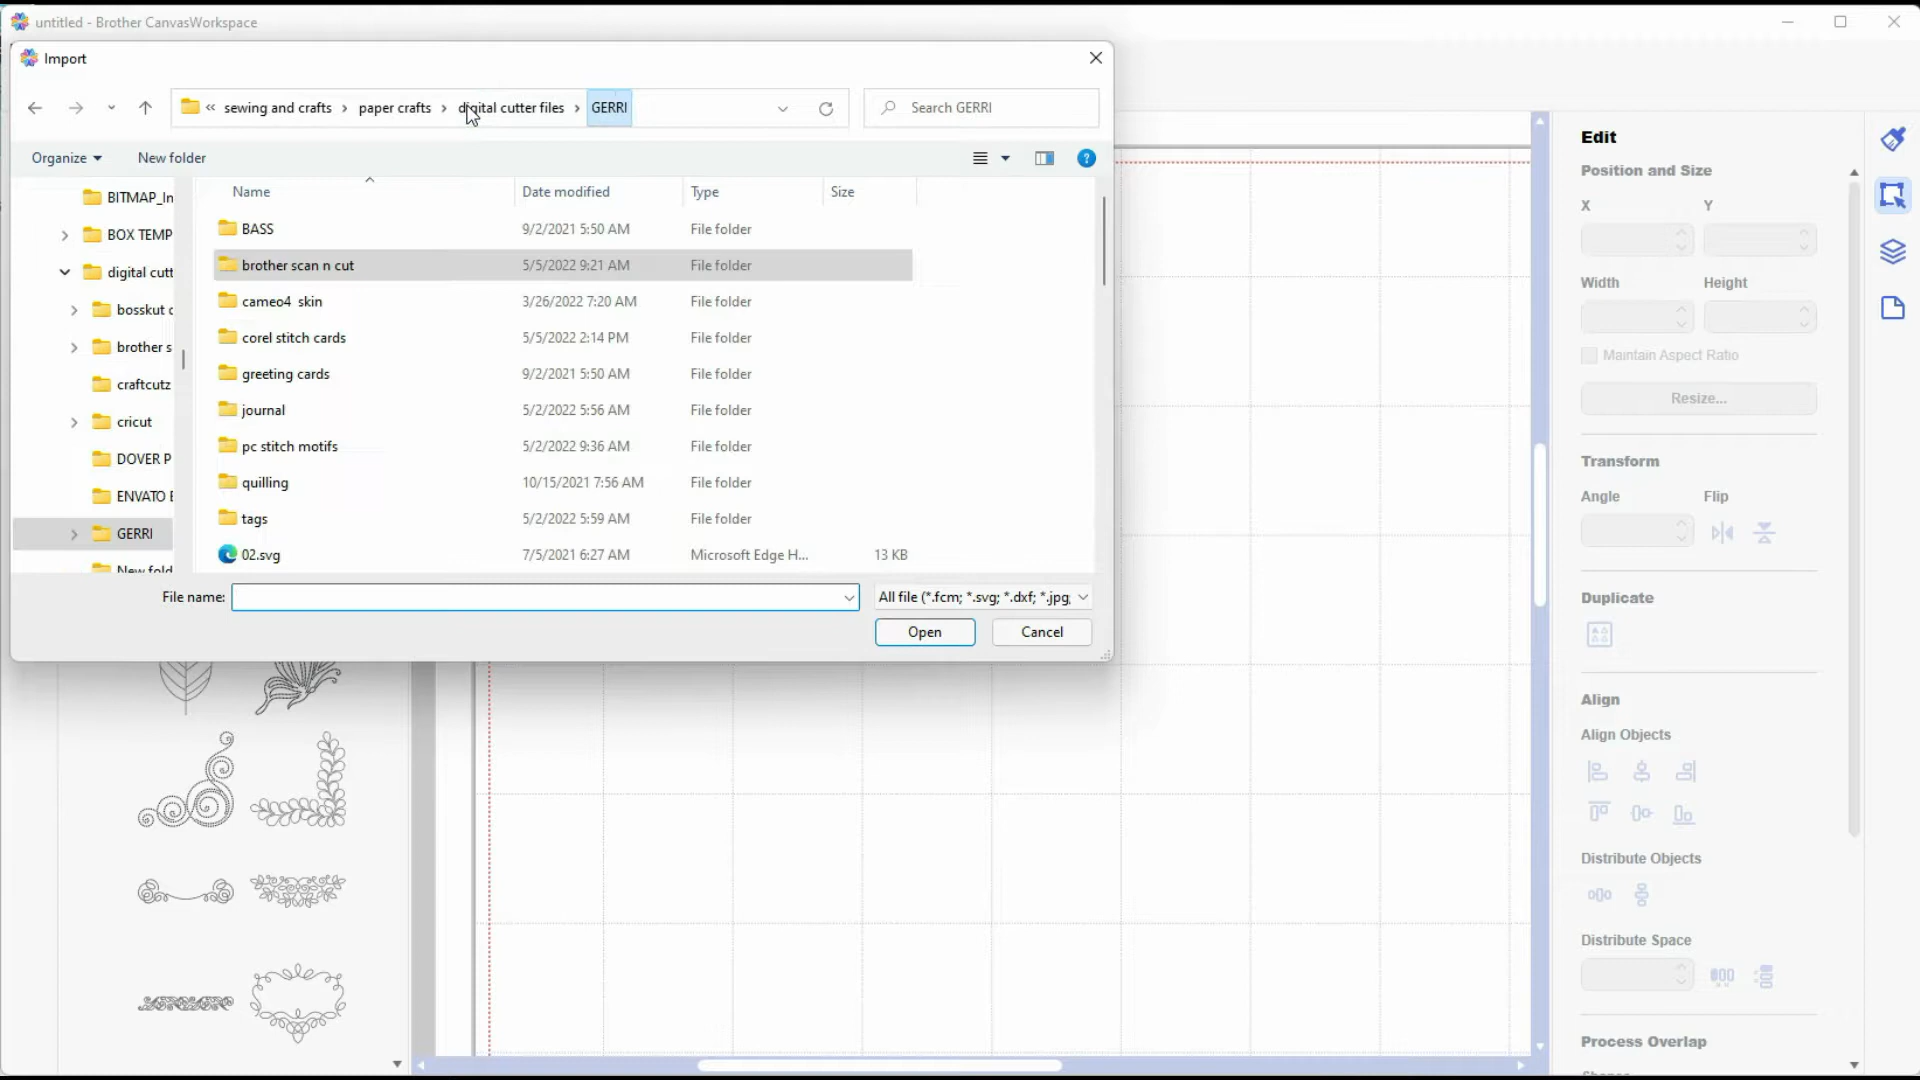 untitled - Brother CanvasWorkspace
Import
« sewing and crafts › paper crafts › digital cutter files › GERRI
Search GERRI
Organize
New folder
Name
Date modified
Type
Size
BITMAP_In
BOX TEMP
digital cutt
bosskut c
brother s
craftcutz
cricut
DOVER P
ENVATO E
GERRI
New fold
BASS 9/2/2021 5:50 AM File folder
brother scan n cut 5/5/2022 9:21 AM File folder
cameo4 skin 3/26/2022 7:20 AM File folder
corel stitch cards 5/5/2022 2:14 PM File folder
greeting cards 9/2/2021 5:50 AM File folder
journal 5/2/2022 5:56 AM File folder
pc stitch motifs 5/2/2022 9:36 AM File folder
quilling 10/15/2021 7:56 AM File folder
tags 5/2/2022 5:59 AM File folder
02.svg 7/5/2021 6:27 AM Microsoft Edge H... 13 KB
File name:
All file (*.fcm; *.svg; *.dxf; *.jpg;
Open
Cancel
Edit
Position and Size
X
Y
Width
Height
Maintain Aspect Ratio
Resize...
Transform
Angle
Flip
Duplicate
Align
Align Objects
Distribute Objects
Distribute Space
Process Overlap